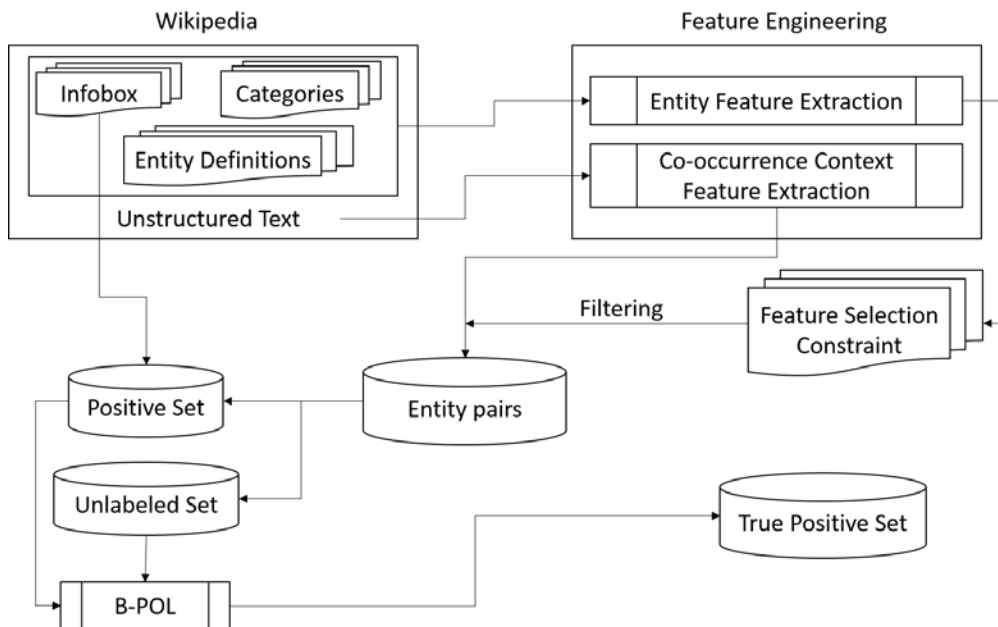 Wikipedia
Feature Engineering
Infobox
Categories
Entity Definitions
Unstructured Text
Entity Feature Extraction
Co-occurrence Context
Feature Extraction
Filtering
Feature Selection
Constraint
Positive Set
Entity pairs
Unlabeled Set
True Positive Set
B-POL